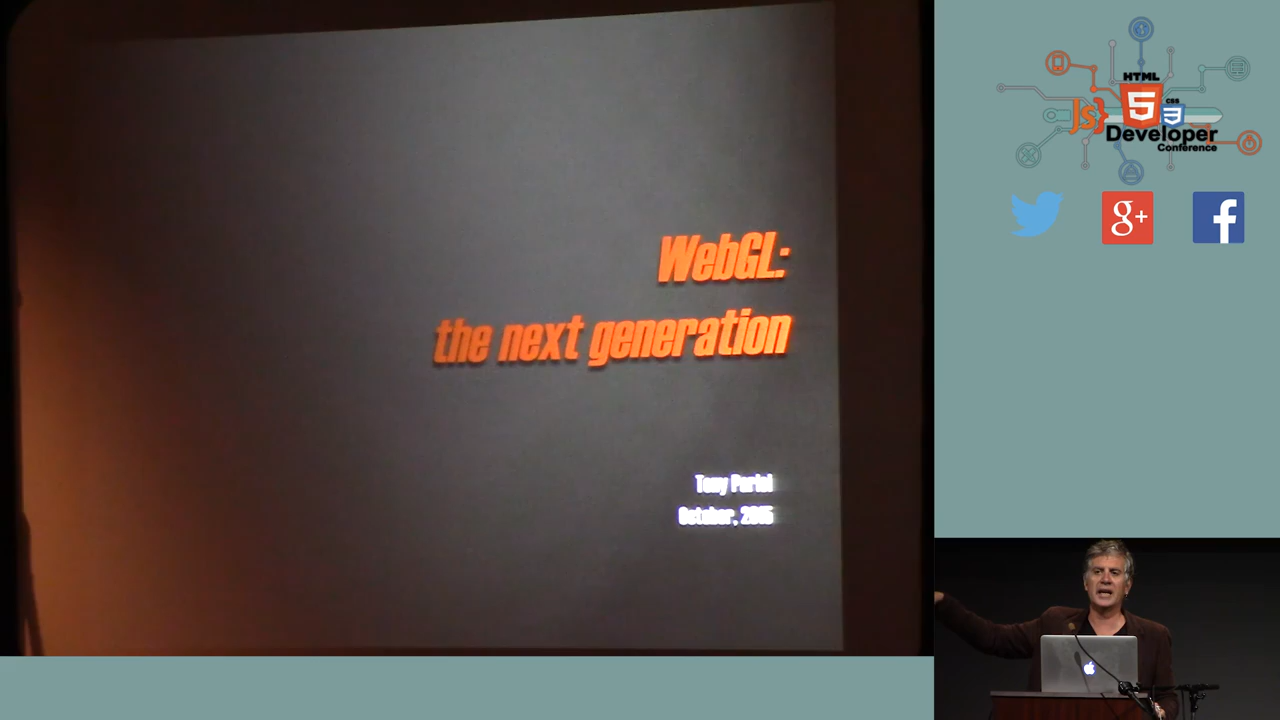 WebGL:
the next generation
Tony Parisi
October, 2015
HTML
5
CSS
3
JS}
Developer
Conference
g+
f